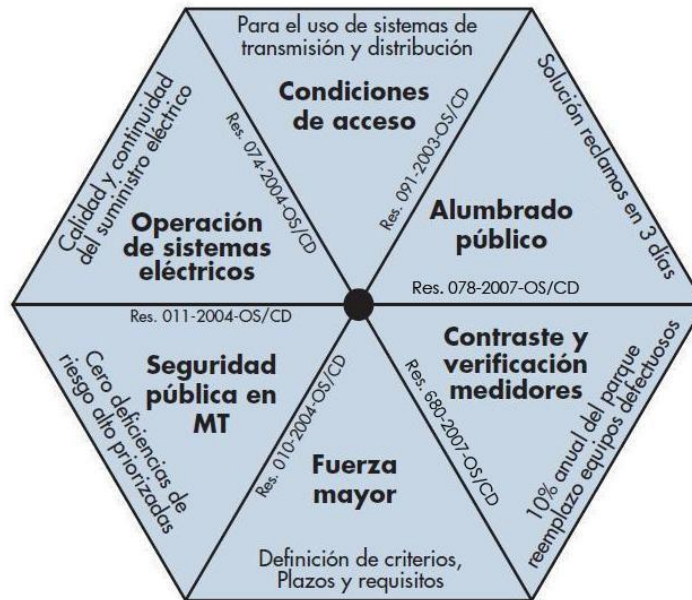 Para el uso de sistemas de
transmisión y distribución
Condiciones
de acceso
Res. 091-2003-OS/CD
Solución reclamos en 3 días
Alumbrado
público
Res. 078-2007-OS/CD
Contraste y
verificación
medidores
Res. 680-2007-OS/CD
10% anual del parque
reemplazo equipos defectuosos
Fuerza
mayor
Res. 010-2004-OS/CD
Definición de criterios,
Plazos y requisitos
Seguridad
pública en
MT
Res. 011-2004-OS/CD
Cero deficiencias de
riesgo alto priorizadas
Calidad y continuidad
del suministro eléctrico
Operación
de sistemas
eléctricos
Res. 074-2004-OS/CD